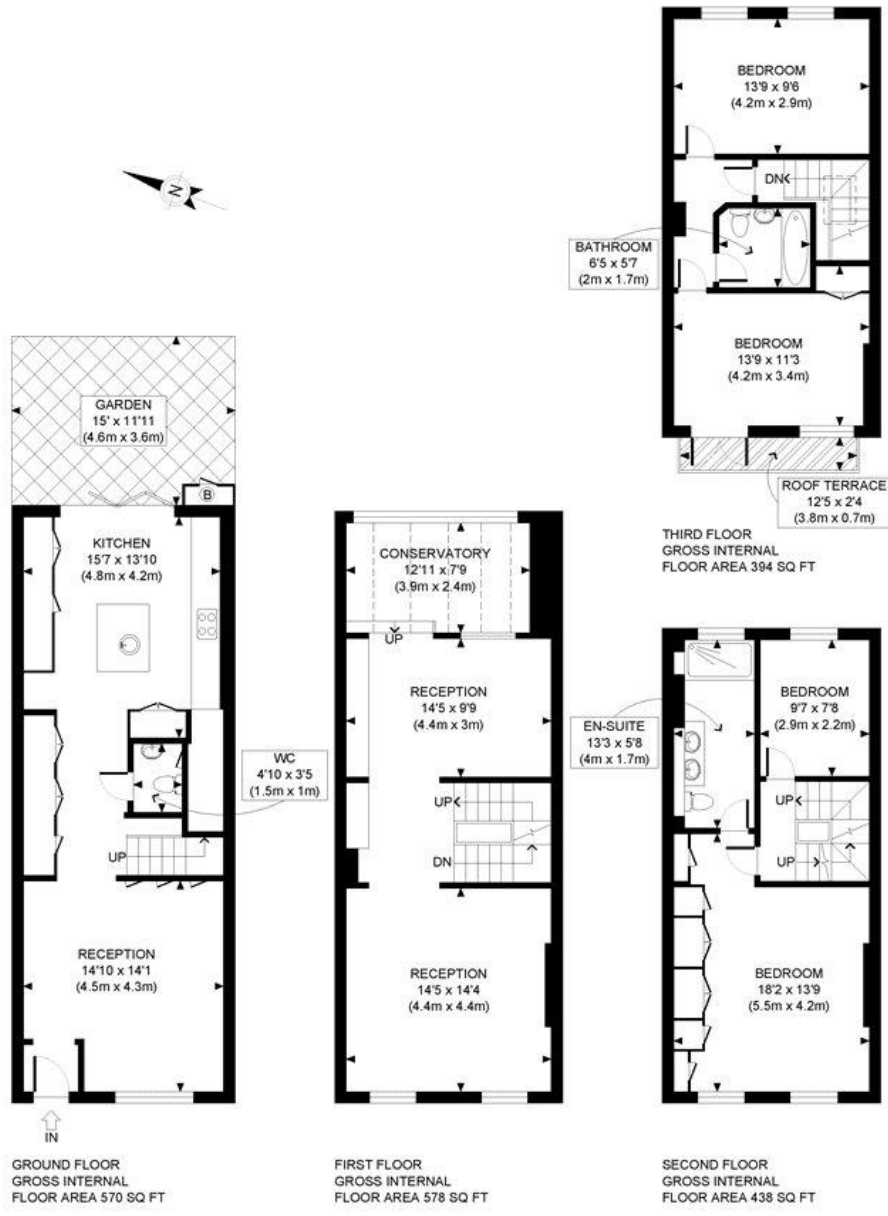 N
GARDEN
15' x 11'11
(4.6m x 3.6m)
B
KITCHEN
15'7 x 13'10
(4.8m x 4.2m)
WC
4'10 x 3'5
(1.5m x 1m)
UP
RECEPTION
14'10 x 14'1
(4.5m x 4.3m)
IN
GROUND FLOOR
GROSS INTERNAL
FLOOR AREA 570 SQ FT
CONSERVATORY
12'11 x 7'9
(3.9m x 2.4m)
UP
RECEPTION
14'5 x 9'9
(4.4m x 3m)
UP
DN
RECEPTION
14'5 x 14'4
(4.4m x 4.4m)
FIRST FLOOR
GROSS INTERNAL
FLOOR AREA 578 SQ FT
BEDROOM
13'9 x 9'6
(4.2m x 2.9m)
DN
BATHROOM
6'5 x 5'7
(2m x 1.7m)
BEDROOM
13'9 x 11'3
(4.2m x 3.4m)
ROOF TERRACE
12'5 x 2'4
(3.8m x 0.7m)
THIRD FLOOR
GROSS INTERNAL
FLOOR AREA 394 SQ FT
BEDROOM
9'7 x 7'8
(2.9m x 2.2m)
EN-SUITE
13'3 x 5'8
(4m x 1.7m)
UP
UP
BEDROOM
18'2 x 13'9
(5.5m x 4.2m)
SECOND FLOOR
GROSS INTERNAL
FLOOR AREA 438 SQ FT